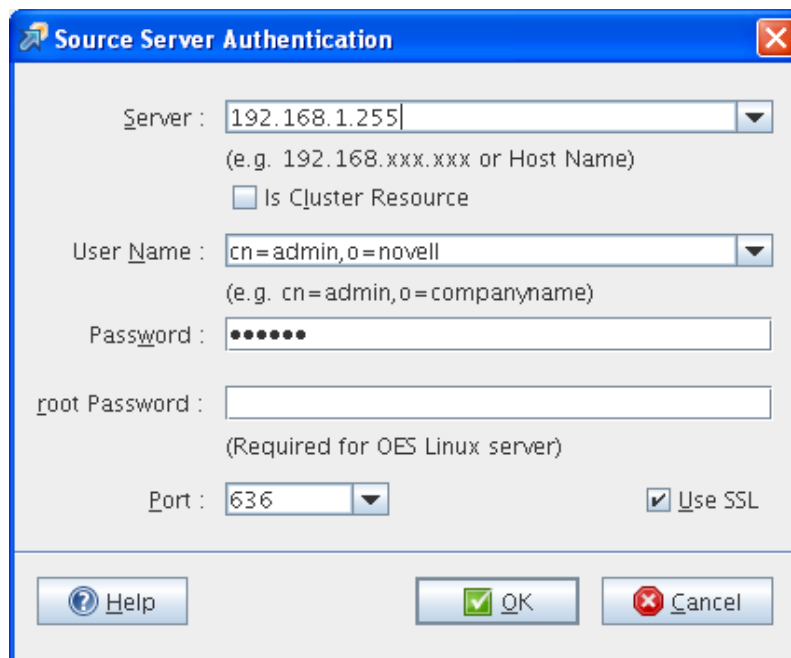 Source Server Authentication
Server : 192.168.1.255
(e.g. 192.168.xxx.xxx or Host Name)
Is Cluster Resource
User Name : cn=admin,o=novell
(e.g. cn=admin,o=companyname)
Password : ••••••
root Password :
(Required for OES Linux server)
Port : 636 Use SSL
Help OK Cancel